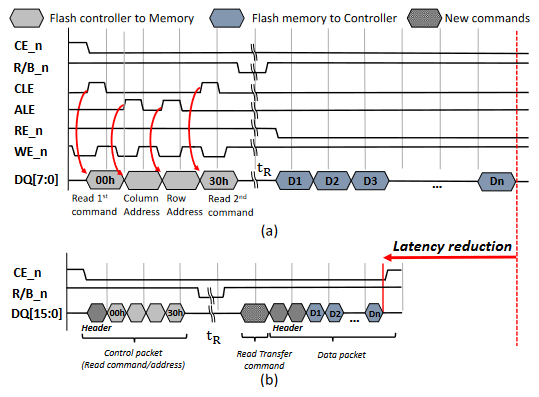 Flash controller to Memory Flash memory to Controller New commands
CE_n
R/B_n
CLE
ALE
RE_n
WE_n
DQ[7:0] 00h 30h tR D1 D2 D3 ... Dn
Read 1st command Column Address Row Address Read 2nd command
(a)
Latency reduction
CE_n
R/B_n
DQ[15:0] 00h 30h D1 D2 ... Dn
Header tR Header
Control packet (Read command/address) Read Transfer command Data packet
(b)